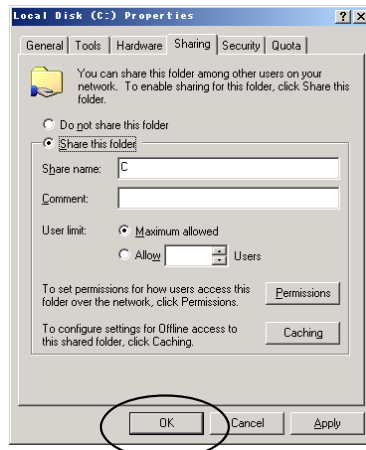 Local Disk (C:) Properties
General Tools Hardware Sharing Security Quota
You can share this folder among other users on your
network. To enable sharing for this folder, click Share this
folder.
Do not share this folder
Share this folder
Share name: C
Comment:
User limit: Maximum allowed
Allow Users
To set permissions for how users access this
folder over the network, click Permissions.
Permissions
To configure settings for Offline access to
this shared folder, click Caching.
Caching
OK Cancel Apply